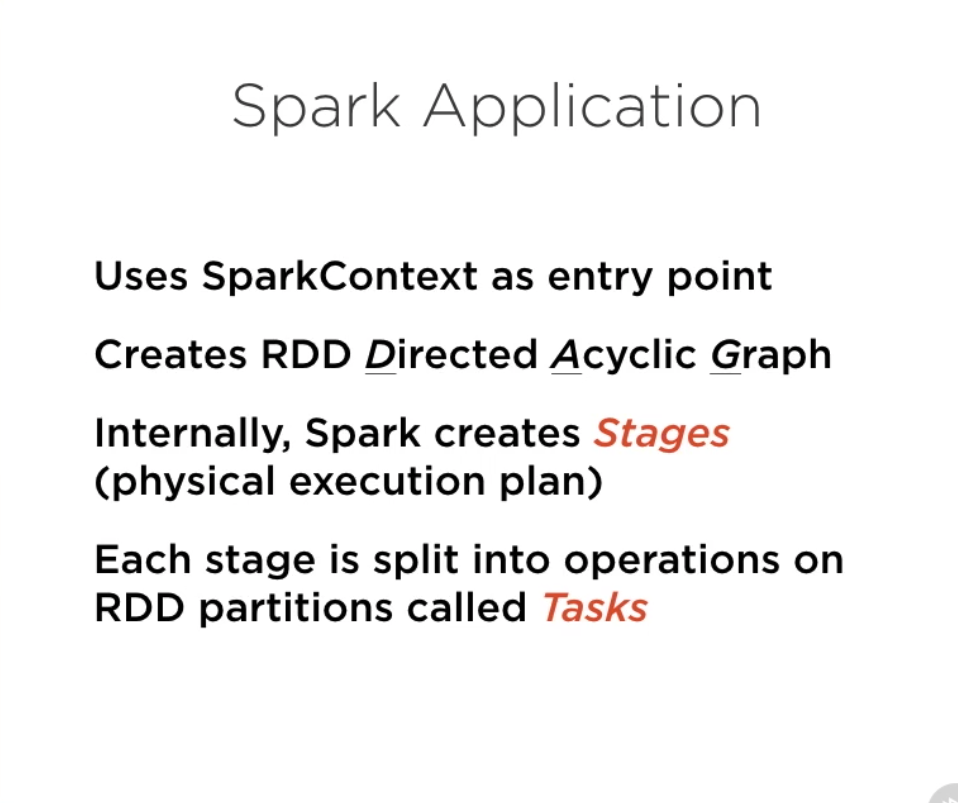 Spark Application
Uses SparkContext as entry point
Creates RDD Directed Acyclic Graph
Internally, Spark creates Stages
(physical execution plan)
Each stage is split into operations on
RDD partitions called Tasks